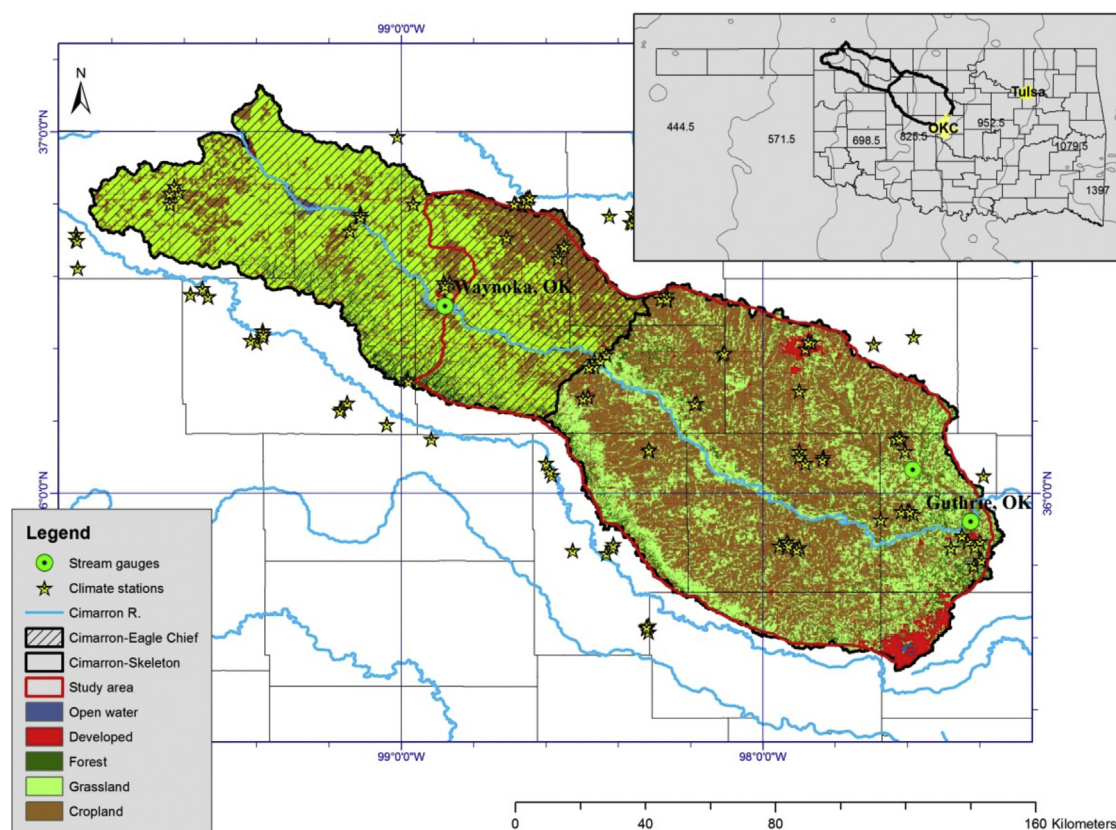 99°0'0"W
N
37°0'0"N
Waynoka, OK
Guthrie, OK
36°0'0"N
99°0'0"W
98°0'0"W
444.5
571.5
698.5
825.5
952.5
1079.5
1397
Tulsa
OKC
Legend
Stream gauges
Climate stations
Cimarron R.
Cimarron-Eagle Chief
Cimarron-Skeleton
Study area
Open water
Developed
Forest
Grassland
Cropland
0 40 80 160 Kilometers